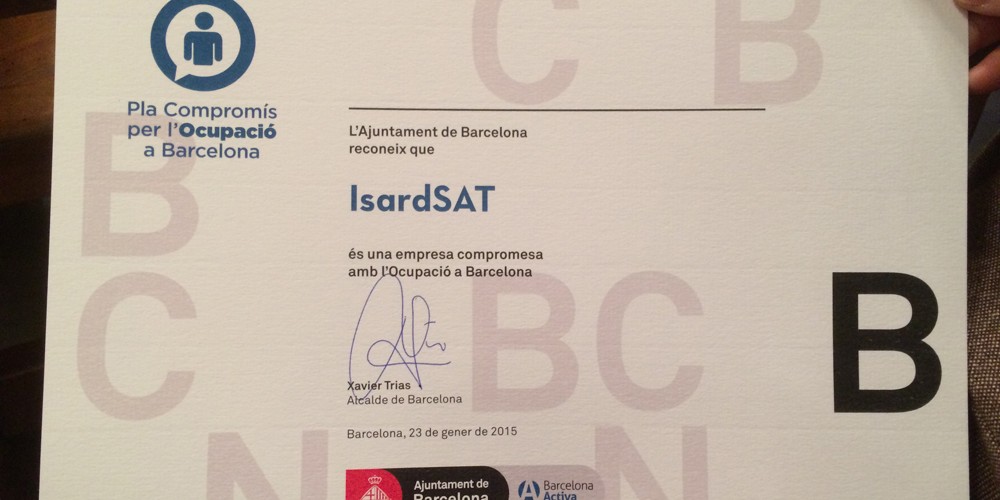 C B
Pla Compromís
per l'Ocupació
a Barcelona
B
L'Ajuntament de Barcelona
reconeix que
IsardSAT
és una empresa compromesa
amb l'Ocupació a Barcelona
C BC B
Xavier Trias
Alcalde de Barcelona
Barcelona, 23 de gener de 2015
N N
Ajuntament de
Barcelona
Barcelona
Activa